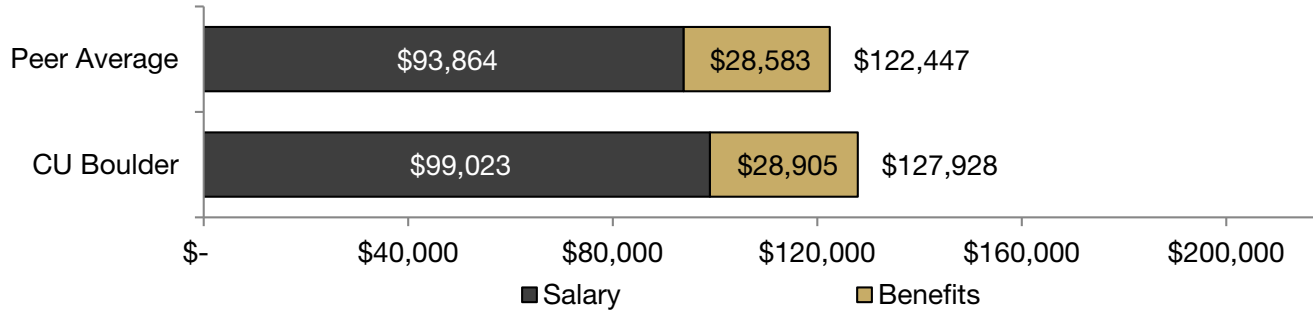 Peer Average $93,864 $28,583 $122,447
CU Boulder $99,023 $28,905 $127,928
$- $40,000 $80,000 $120,000 $160,000 $200,000
Salary Benefits